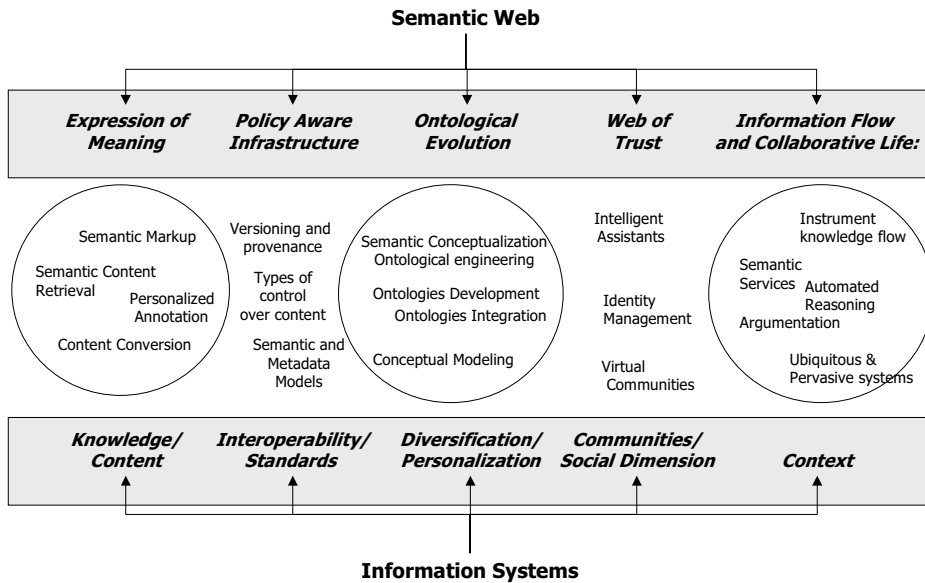 Semantic Web
Expression of
Meaning
Policy Aware
Infrastructure
Ontological
Evolution
Web of
Trust
Information Flow
and Collaborative Life:
Semantic Markup
Semantic Content
Retrieval
Personalized
Annotation
Content Conversion
Versioning and
provenance
Types of
control
over content
Semantic and
Metadata
Models
Semantic Conceptualization
Ontological engineering
Ontologies Development
Ontologies Integration
Conceptual Modeling
Intelligent
Assistants
Identity
Management
Virtual
Communities
Instrument
knowledge flow
Semantic
Services
Automated
Reasoning
Argumentation
Ubiquitous &
Pervasive systems
Knowledge/
Content
Interoperability/
Standards
Diversification/
Personalization
Communities/
Social Dimension
Context
Information Systems